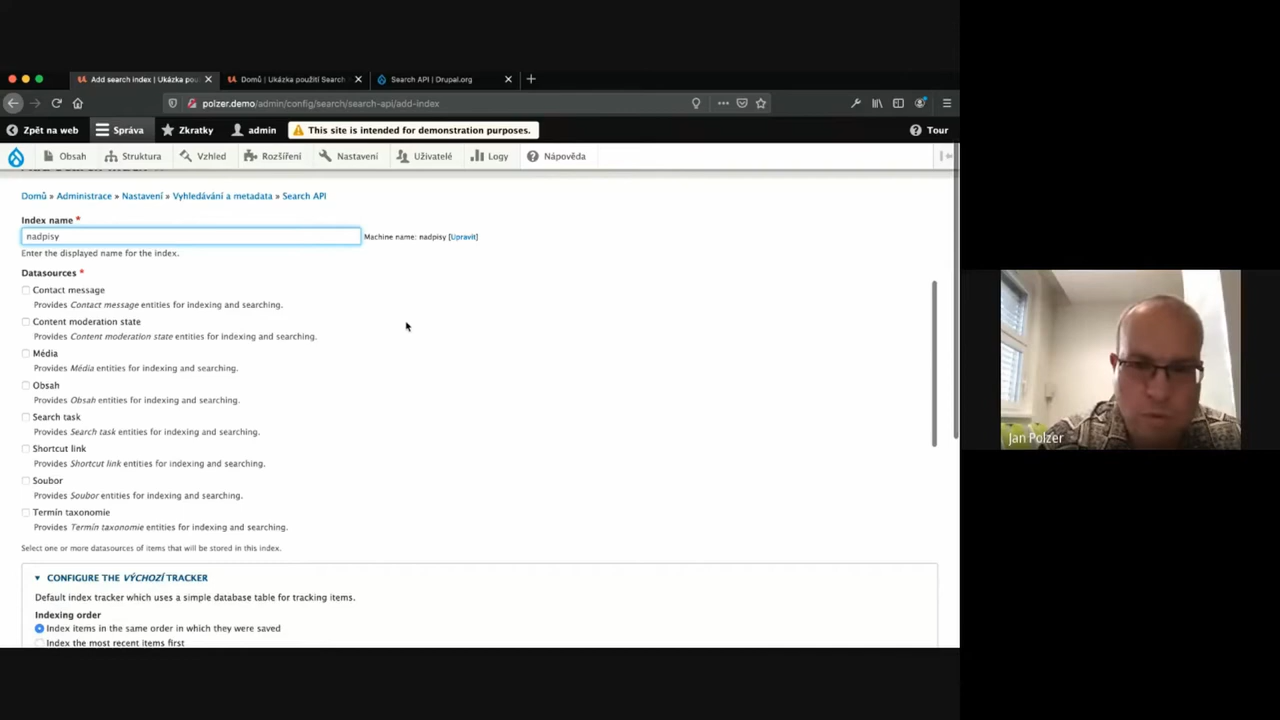 Add search index | Ukázka pou
Domů | Ukázka použití Search
Search API | Drupal.org
polzer.demo/admin/config/search/search-api/add-index
Zpět na web
Správa
Zkratky
admin
This site is intended for demonstration purposes.
Tour
Obsah
Struktura
Vzhled
Rozšíření
Nastavení
Uživatelé
Logy
Nápověda
Domů » Administrace » Nastavení » Vyhledávání a metadata » Search API
Index name *
nadpisy
Machine name: nadpisy [Upravit]
Enter the displayed name for the index.
Datasources *
Contact message
Provides Contact message entities for indexing and searching.
Content moderation state
Provides Content moderation state entities for indexing and searching.
Média
Provides Média entities for indexing and searching.
Obsah
Provides Obsah entities for indexing and searching.
Search task
Provides Search task entities for indexing and searching.
Shortcut link
Provides Shortcut link entities for indexing and searching.
Soubor
Provides Soubor entities for indexing and searching.
Termín taxonomie
Provides Termín taxonomie entities for indexing and searching.
Select one or more datasources of items that will be stored in this index.
CONFIGURE THE VÝCHOZÍ TRACKER
Default index tracker which uses a simple database table for tracking items.
Indexing order
Index items in the same order in which they were saved
Index the most recent items first
Jan Polzer